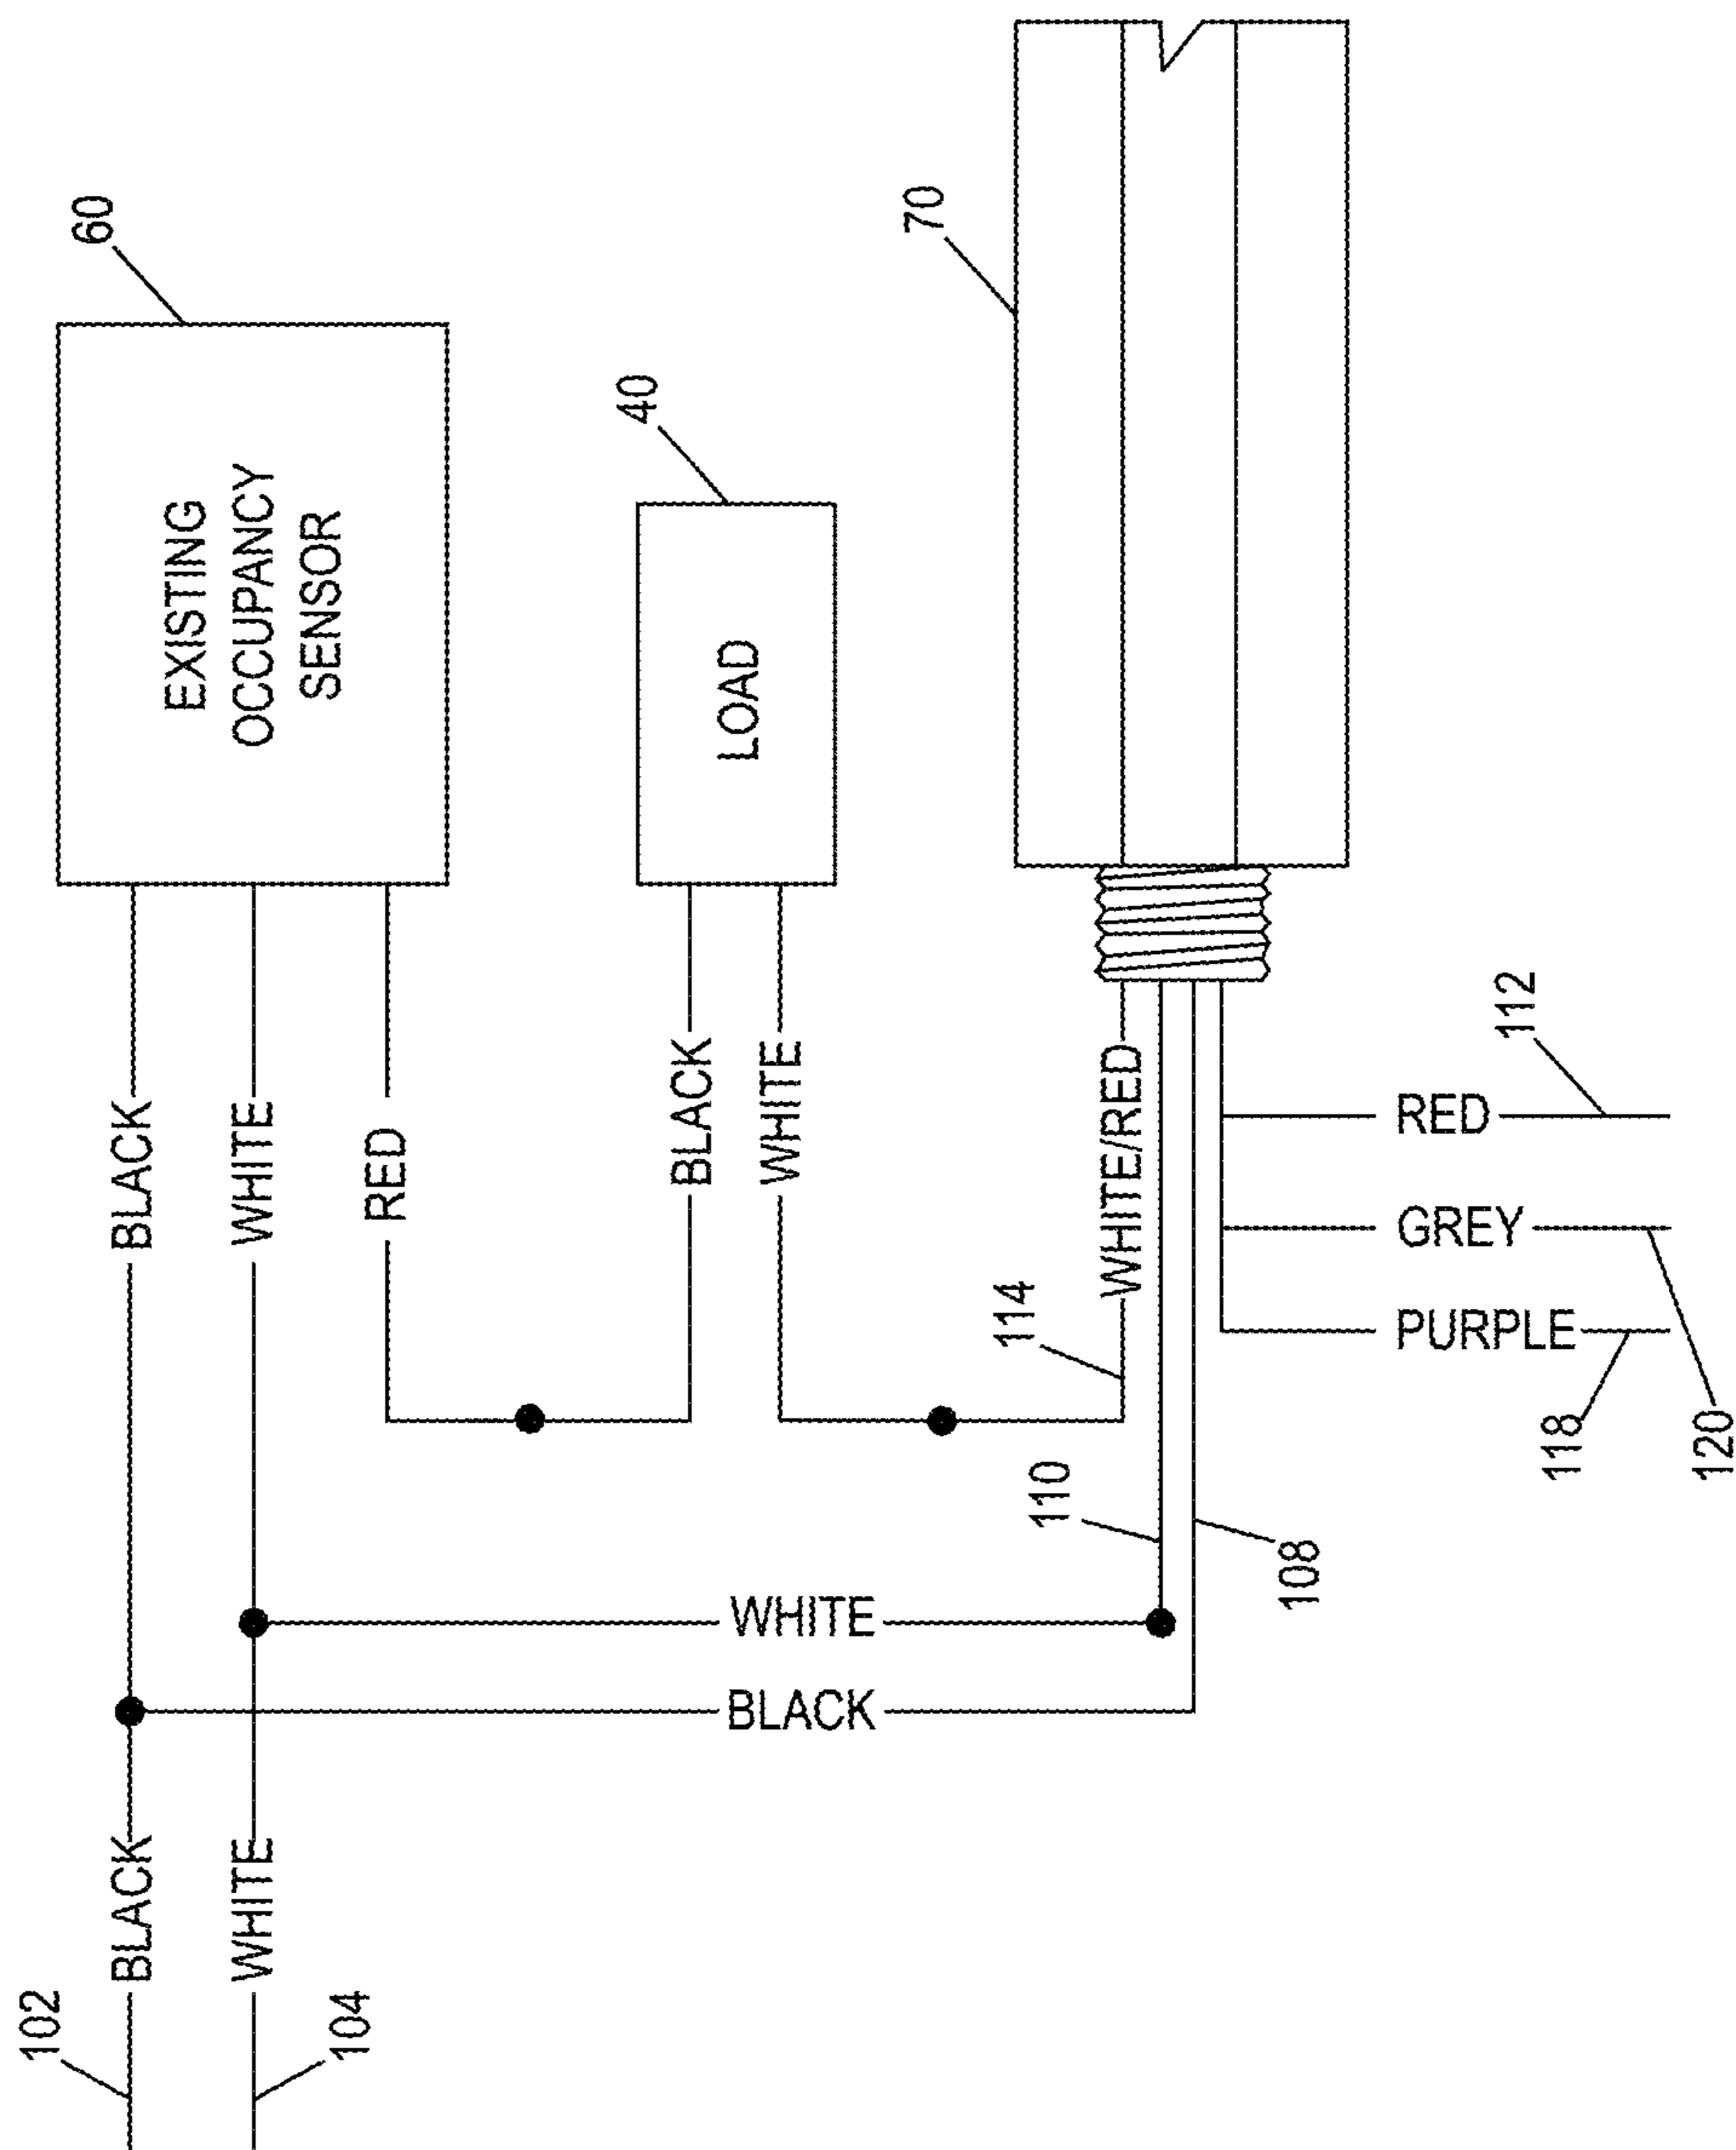 102
BLACK
BLACK
60
EXISTING
OCCUPANCY
SENSOR
104
WHITE
WHITE
RED
40
LOAD
BLACK
WHITE
WHITE
BLACK
70
114
WHITE/RED
110
108
RED
112
GREY
120
PURPLE
118